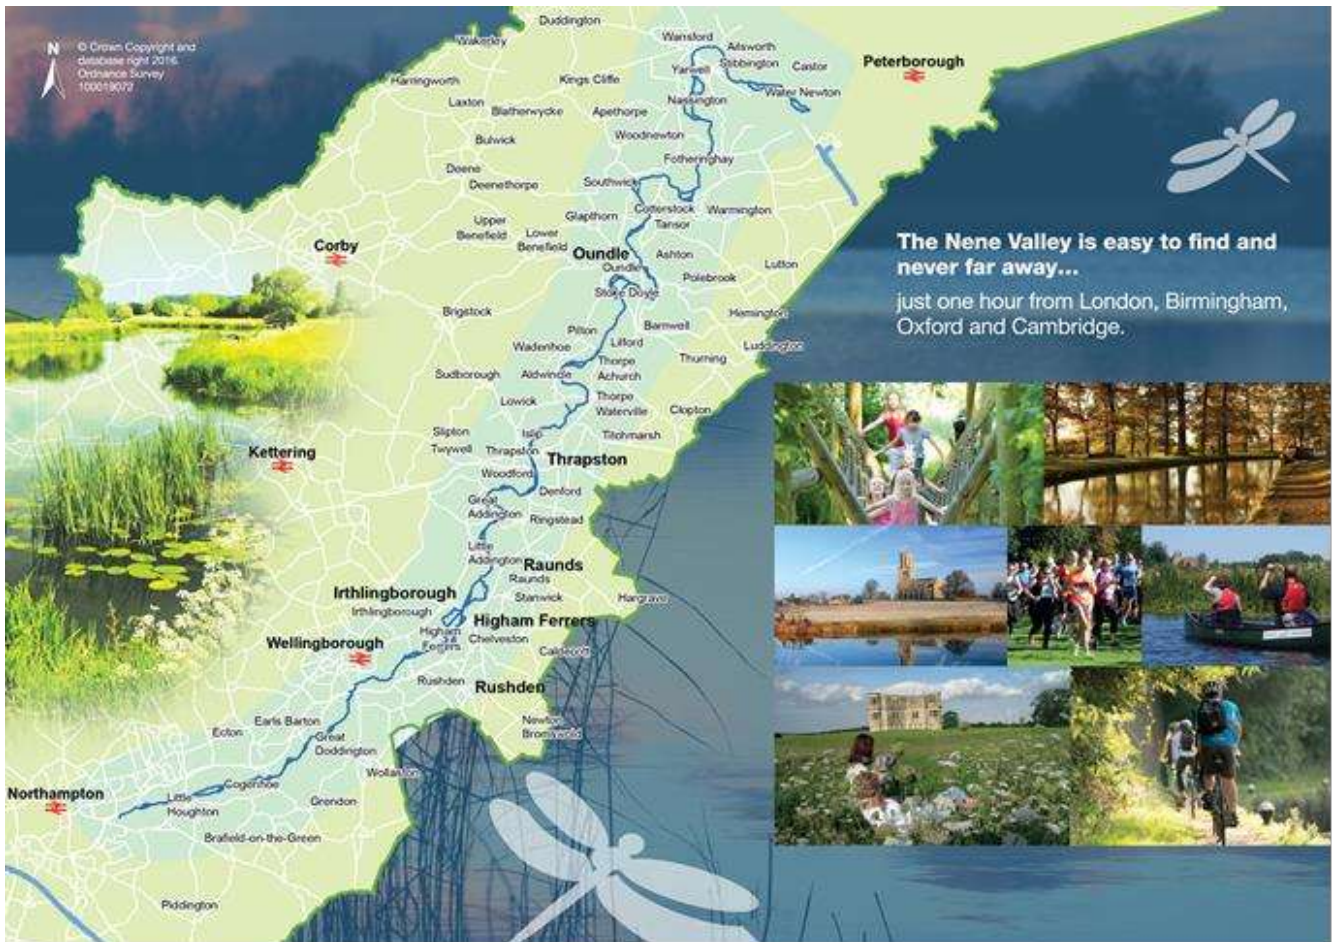 N
© Crown Copyright and
database right 2016.
Ordnance Survey
100019072
Duddington
Wakerley
Wansford
Ailsworth
Stibbington
Castor
Peterborough
Yarwell
Harringworth
Kings Cliffe
Water Newton
Laxton
Blatherwycke
Apethorpe
Nassington
Bulwick
Woodnewton
Fotheringhay
Deene
Deenethorpe
Southwick
Cotterstock
Warmington
Glapthorn
Tansor
Upper
Benefield
Lower
Benefield
Corby
Oundle
Oundle
Ashton
Lutton
Polebrook
Stoke Doyle
The Nene Valley is easy to find and
never far away...
just one hour from London, Birmingham,
Oxford and Cambridge.
Brigstock
Hemington
Pilton
Barnwell
Lilford
Wadenhoe
Luddington
Thurning
Thorpe
Achurch
Sudborough
Aldwincle
Lowick
Thorpe
Waterville
Clopton
Slipton
Islip
Titchmarsh
Twywell
Thrapston
Thrapston
Kettering
Woodford
Denford
Great
Addington
Ringstead
Little
Addington
Raunds
Raunds
Irthlingborough
Irthlingborough
Stanwick
Hargrave
Higham Ferrers
Higham
Ferrers
Chelveston
Caldecott
Wellingborough
Rushden
Rushden
Newton
Bromswold
Earls Barton
Ecton
Great
Doddington
Wollaston
Cogenhoe
Northampton
Little
Houghton
Grendon
Brafield-on-the-Green
Piddington